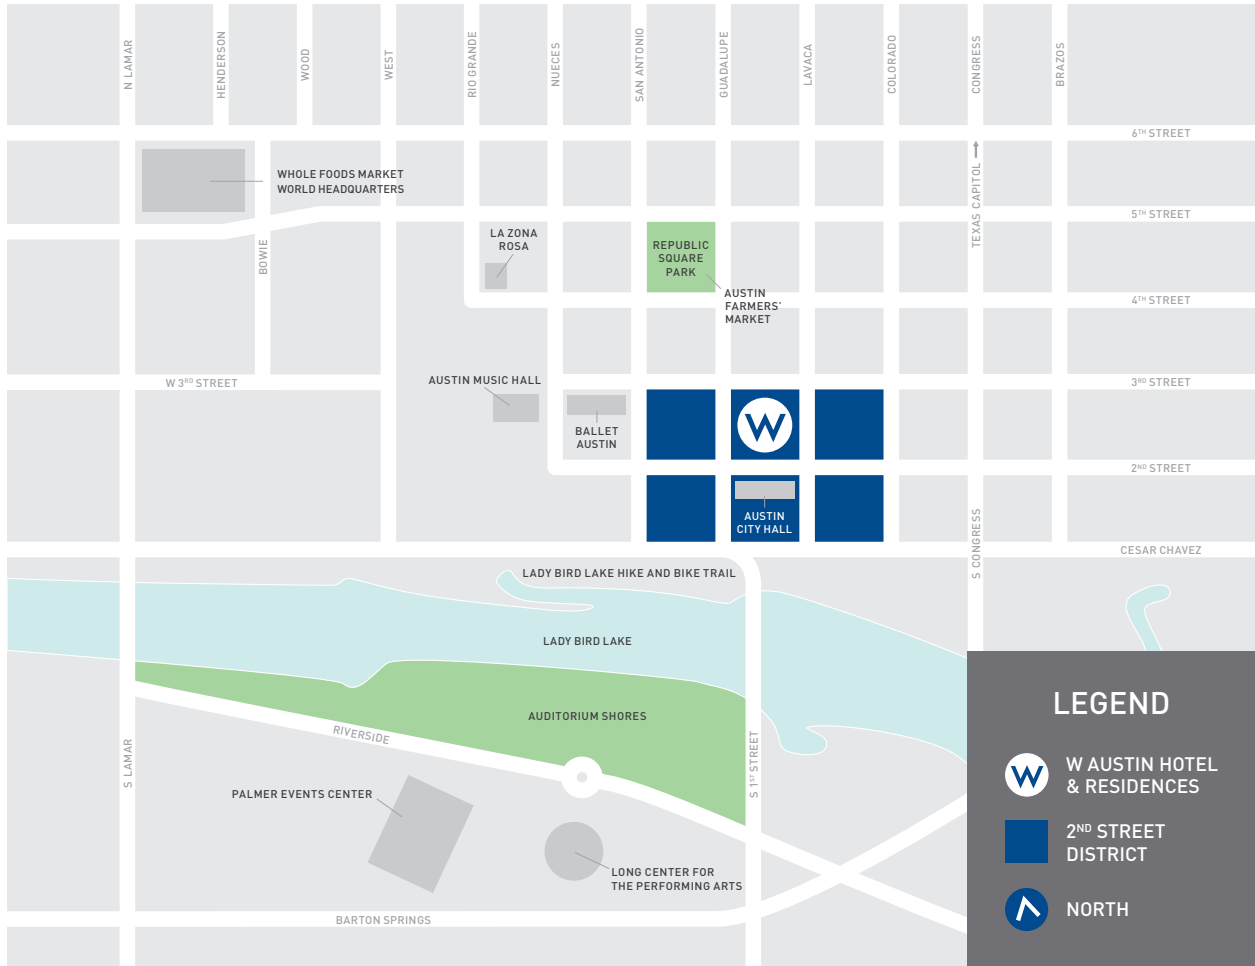 N LAMAR
HENDERSON
WOOD
WEST
RIO GRANDE
NUECES
SAN ANTONIO
GUADALUPE
LAVACA
COLORADO
CONGRESS
BRAZOS
6TH STREET
WHOLE FOODS MARKET
WORLD HEADQUARTERS
TEXAS CAPITOL
5TH STREET
BOWIE
LA ZONA
ROSA
REPUBLIC
SQUARE
PARK
AUSTIN
FARMERS'
MARKET
4TH STREET
W 3RD STREET
AUSTIN MUSIC HALL
3RD STREET
W
BALLET
AUSTIN
2ND STREET
AUSTIN
CITY HALL
S CONGRESS
CESAR CHAVEZ
LADY BIRD LAKE HIKE AND BIKE TRAIL
LADY BIRD LAKE
AUDITORIUM SHORES
RIVERSIDE
S LAMAR
S 1ST STREET
PALMER EVENTS CENTER
LONG CENTER FOR
THE PERFORMING ARTS
BARTON SPRINGS
LEGEND
W
W AUSTIN HOTEL
& RESIDENCES
2ND STREET
DISTRICT
NORTH